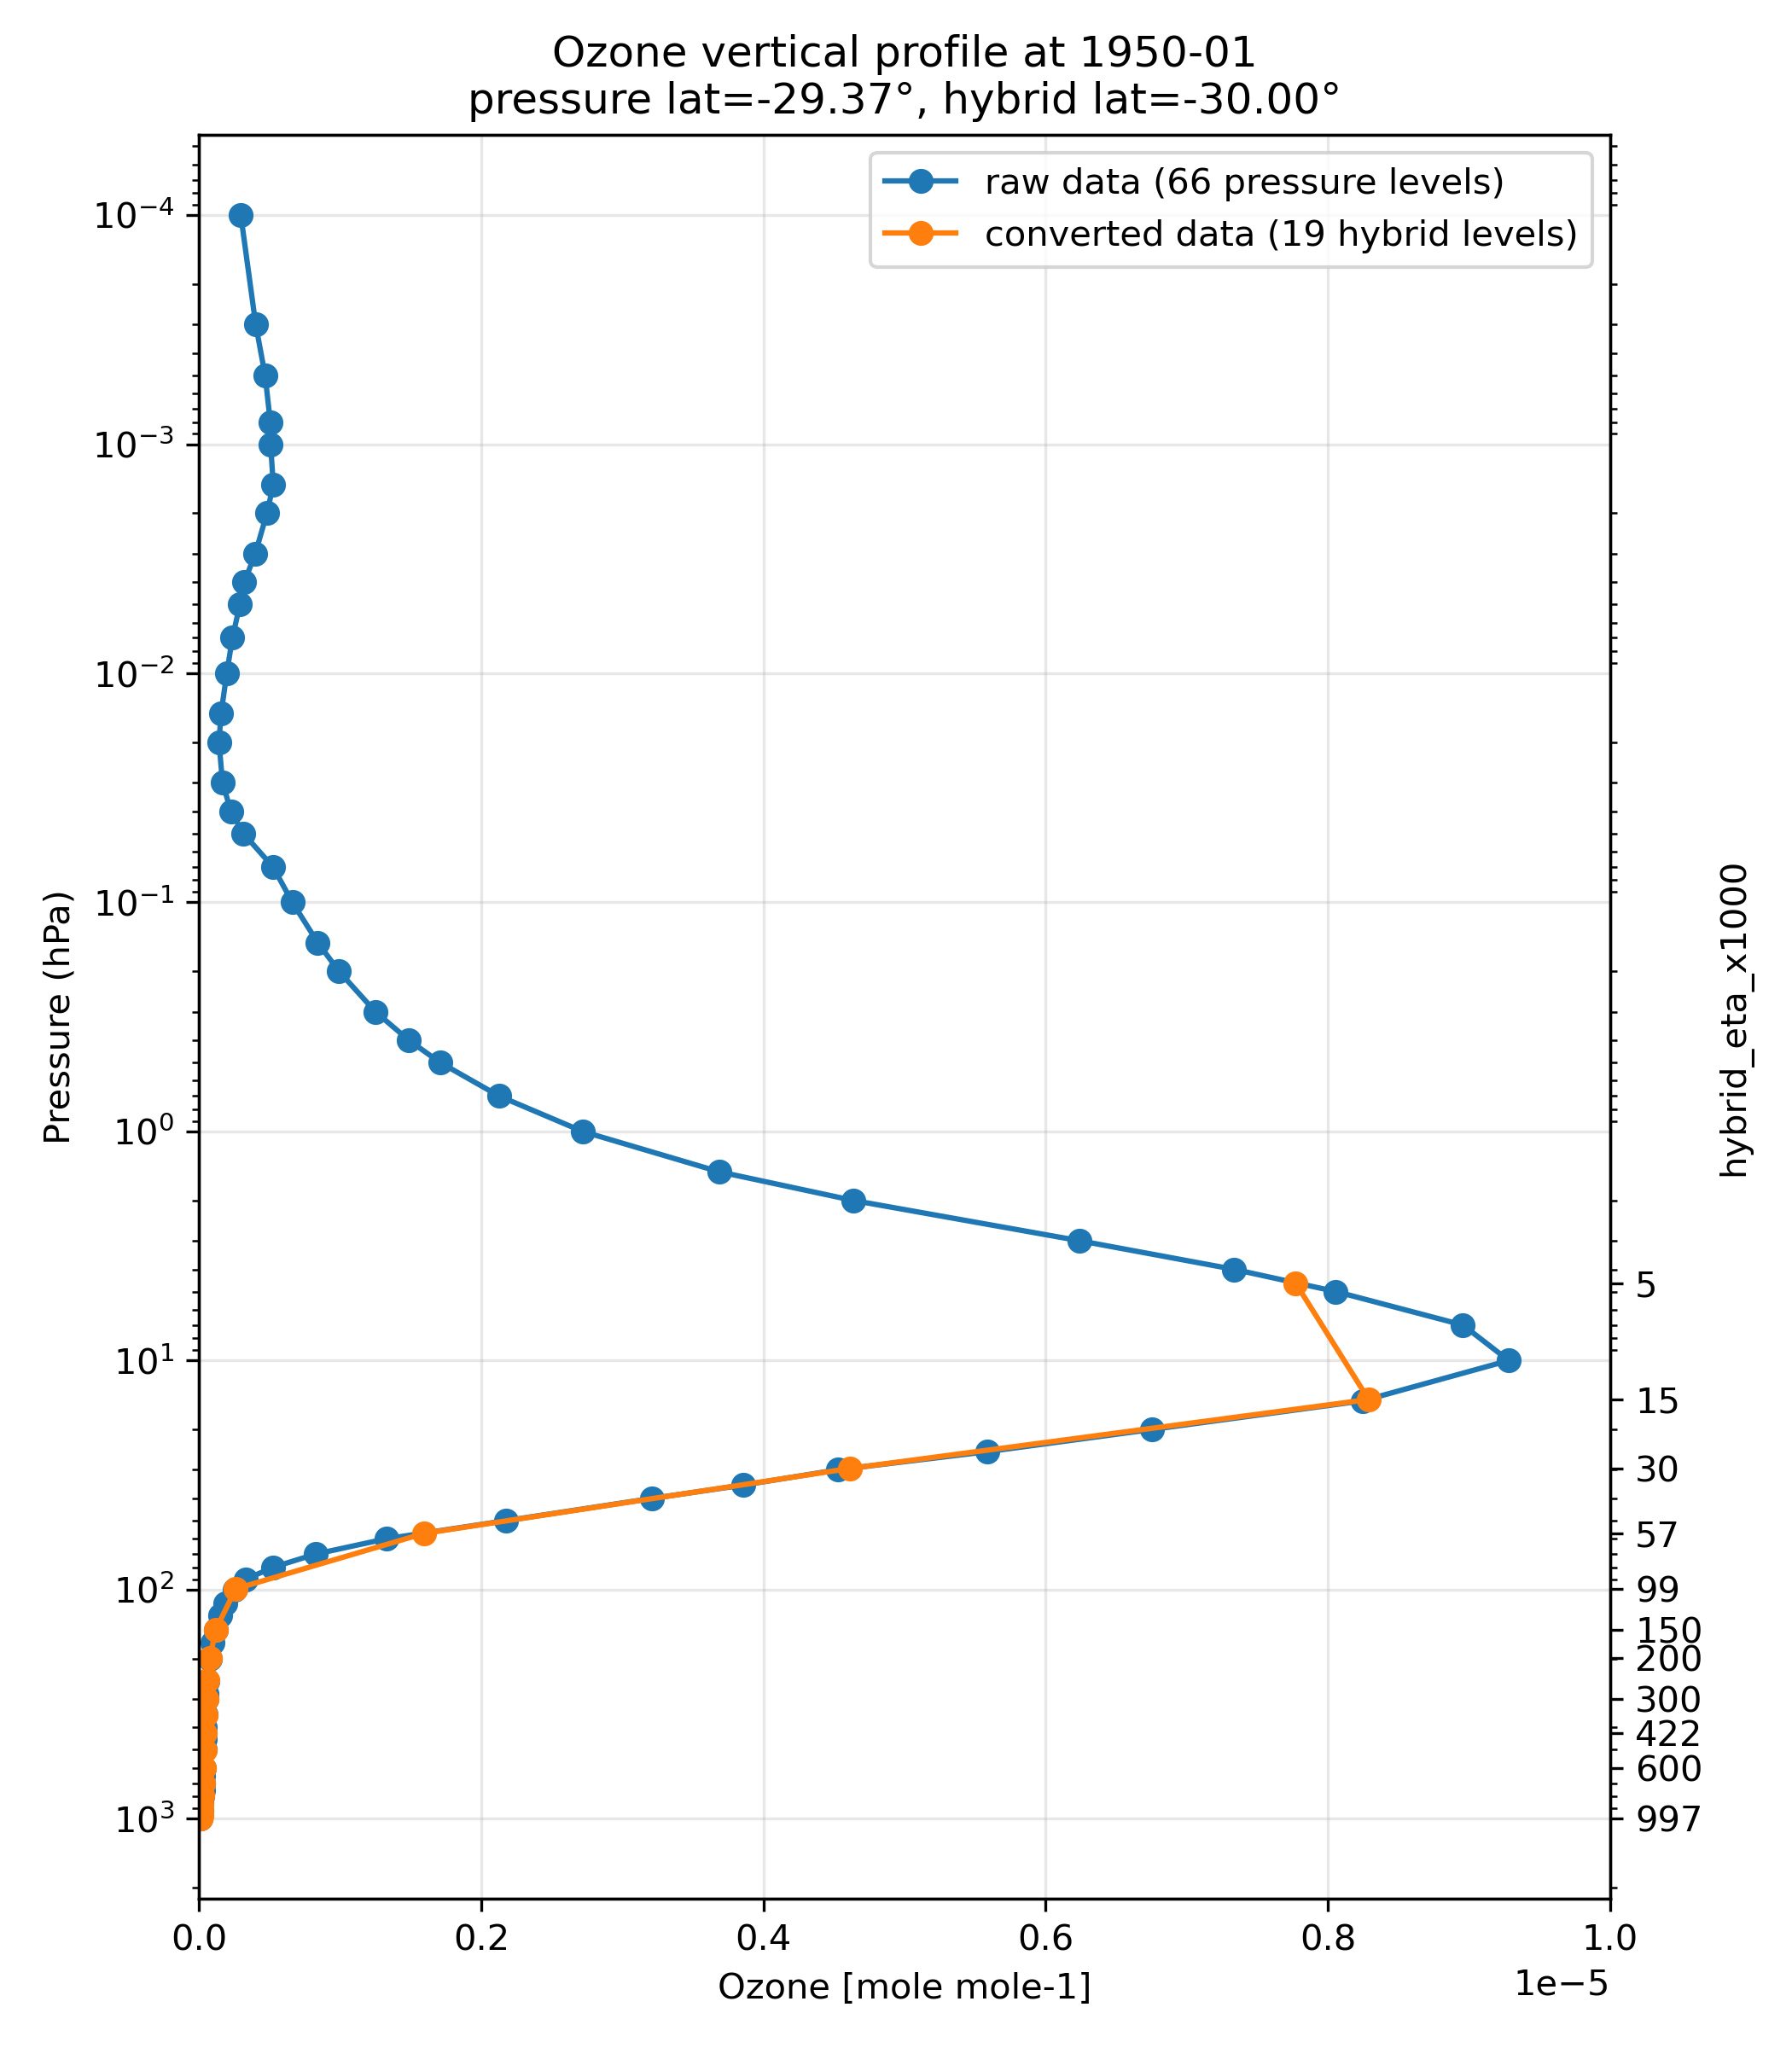 Ozone vertical profile at 1950-01
pressure lat=-29.37°, hybrid lat=-30.00°
raw data (66 pressure levels)
converted data (19 hybrid levels)
Pressure (hPa)
10⁻⁴
10⁻³
10⁻²
10⁻¹
10⁰
10¹
10²
10³
hybrid_eta_x1000
5
15
30
57
99
150
200
300
422
600
997
0.0 0.2 0.4 0.6 0.8 1.0
1e−5
Ozone [mole mole-1]